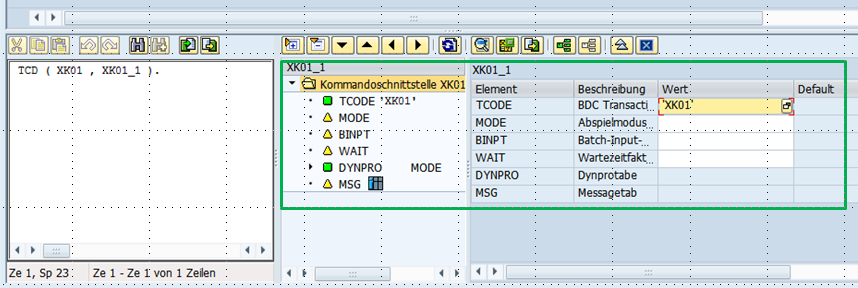 TCD ( XK01 , XK01_1 ).
Ze 1, Sp 23 Ze 1 - Ze 1 von 1 Zeilen
XK01_1
Kommandoschnittstelle XK01
TCODE 'XK01'
MODE
BINPT
WAIT
DYNPRO MODE
MSG
XK01_1
Element Beschreibung Wert Default
TCODE BDC Transacti... 'XK01'
MODE Abspielmodus...
BINPT Batch-Input-...
WAIT Wartezeitfakt...
DYNPRO Dynprotabe
MSG Messagetab